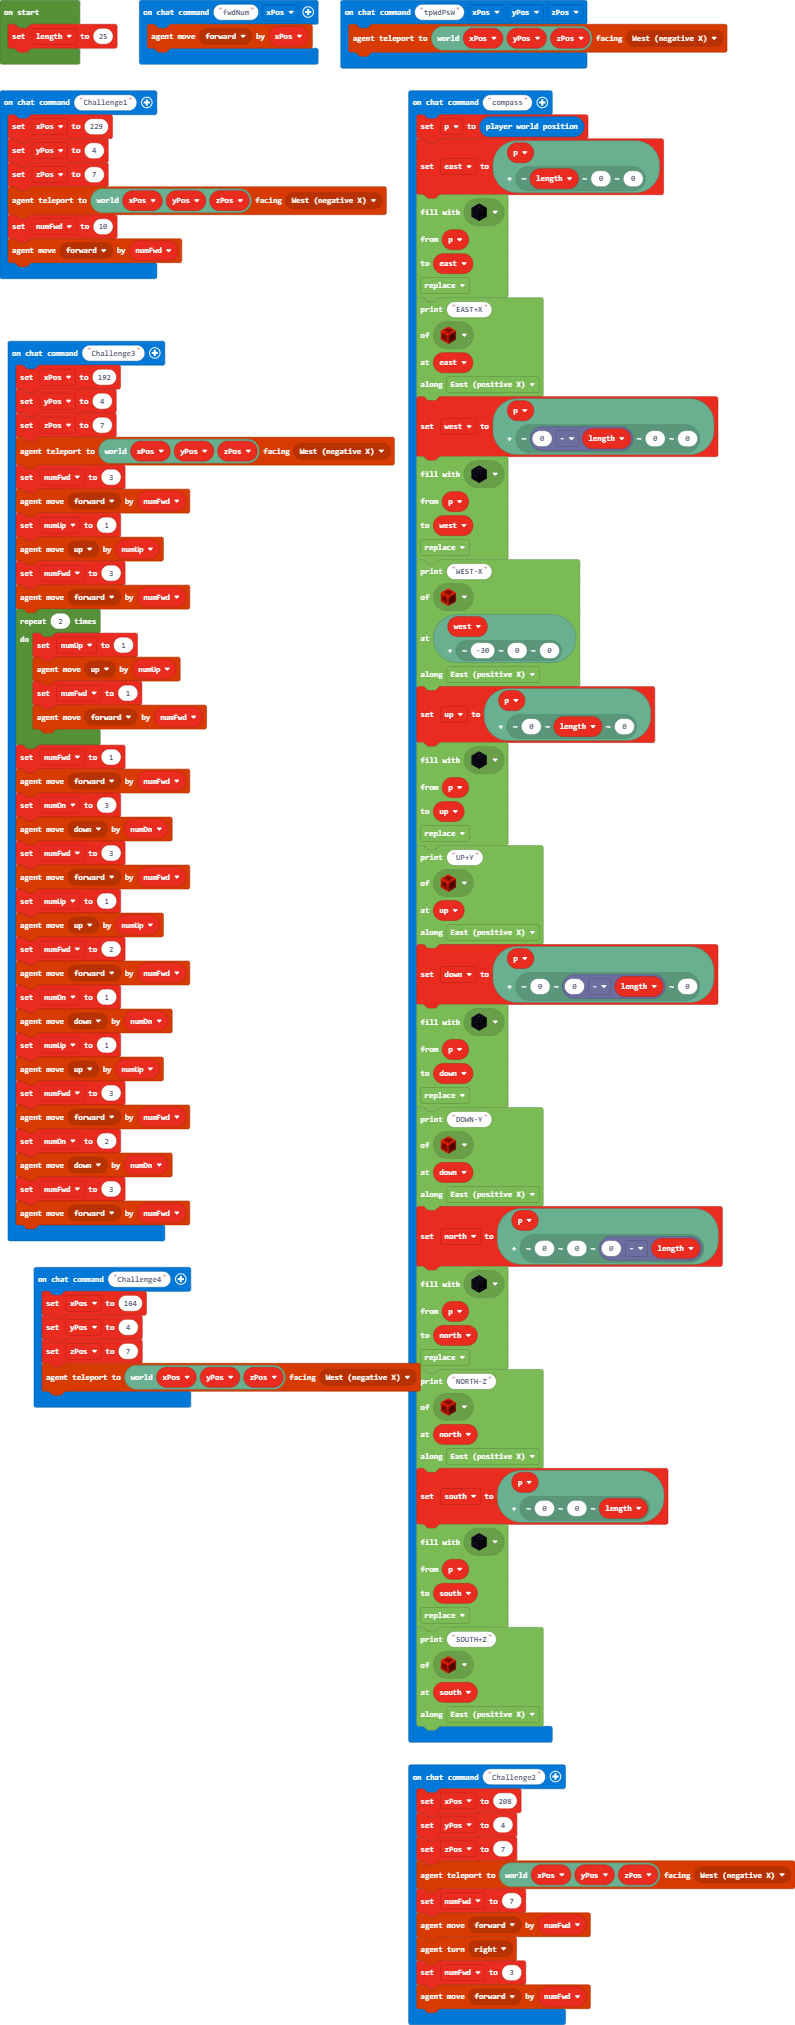 on start
set length to 25
on chat command "fwdNum" xPos
agent move forward by xPos
on chat command "tpWdPsW" xPos yPos zPos
agent teleport to world xPos yPos zPos facing West (negative X)
on chat command "Challenge1"
set xPos to 229
set yPos to 4
set zPos to 7
agent teleport to world xPos yPos zPos facing West (negative X)
set numFwd to 10
agent move forward by numFwd
on chat command "Challenge3"
set xPos to 192
set yPos to 4
set zPos to 7
agent teleport to world xPos yPos zPos facing West (negative X)
set numFwd to 3
agent move forward by numFwd
set numUp to 1
agent move up by numUp
set numFwd to 3
agent move forward by numFwd
repeat 2 times
do set numUp to 1
agent move up by numUp
set numFwd to 1
agent move forward by numFwd
set numFwd to 1
agent move forward by numFwd
set numDn to 3
agent move down by numDn
set numFwd to 3
agent move forward by numFwd
set numUp to 1
agent move up by numUp
set numFwd to 2
agent move forward by numFwd
set numDn to 1
agent move down by numDn
set numUp to 1
agent move up by numUp
set numFwd to 3
agent move forward by numFwd
set numDn to 2
agent move down by numDn
set numFwd to 3
agent move forward by numFwd
on chat command "Challenge4"
set xPos to 164
set yPos to 4
set zPos to 7
agent teleport to world xPos yPos zPos facing West (negative X)
on chat command "compass"
set p to player world position
set east to p
+ ~ length ~ 0 ~ 0
fill with
from p
to east
replace
print "EAST+X"
of
at east
along East (positive X)
set west to p
+ ~ 0 - length ~ 0 ~ 0
fill with
from p
to west
replace
print "WEST-X"
of
at west
+ ~ -30 ~ 0 ~ 0
along East (positive X)
set up to p
+ ~ 0 ~ length ~ 0
fill with
from p
to up
replace
print "UP+Y"
of
at up
along East (positive X)
set down to p
+ ~ 0 ~ 0 - length ~ 0
fill with
from p
to down
replace
print "DOWN-Y"
of
at down
along East (positive X)
set north to p
+ ~ 0 ~ 0 ~ 0 - length
fill with
from p
to north
replace
print "NORTH-Z"
of
at north
along East (positive X)
set south to p
+ ~ 0 ~ 0 ~ length
fill with
from p
to south
replace
print "SOUTH+Z"
of
at south
along East (positive X)
on chat command "Challenge2"
set xPos to 208
set yPos to 4
set zPos to 7
agent teleport to world xPos yPos zPos facing West (negative X)
set numFwd to 7
agent move forward by numFwd
agent turn right
set numFwd to 3
agent move forward by numFwd